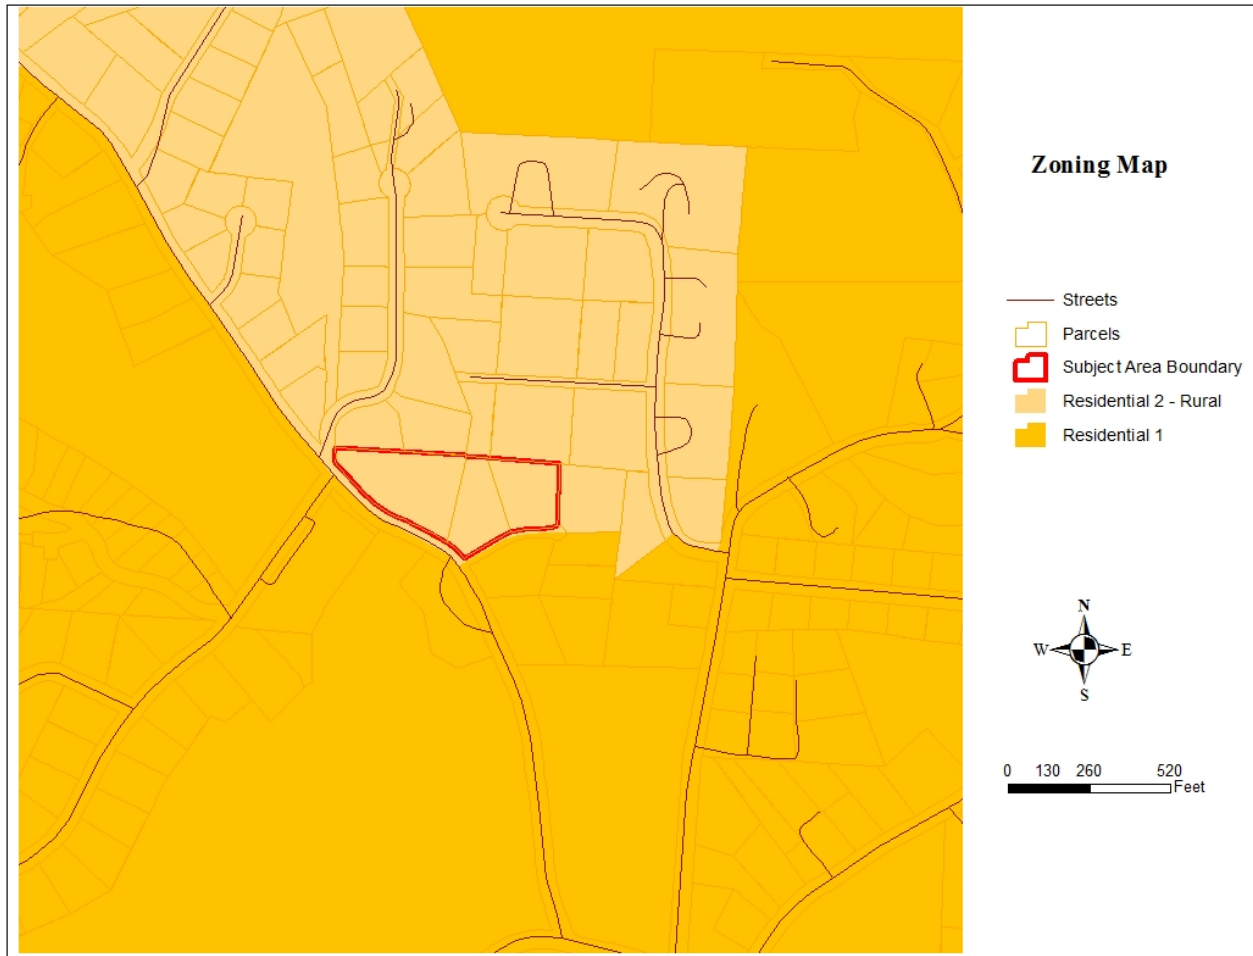 Zoning Map
Streets
Parcels
Subject Area Boundary
Residential 2 - Rural
Residential 1
N
W E
S
0 130 260 520
Feet